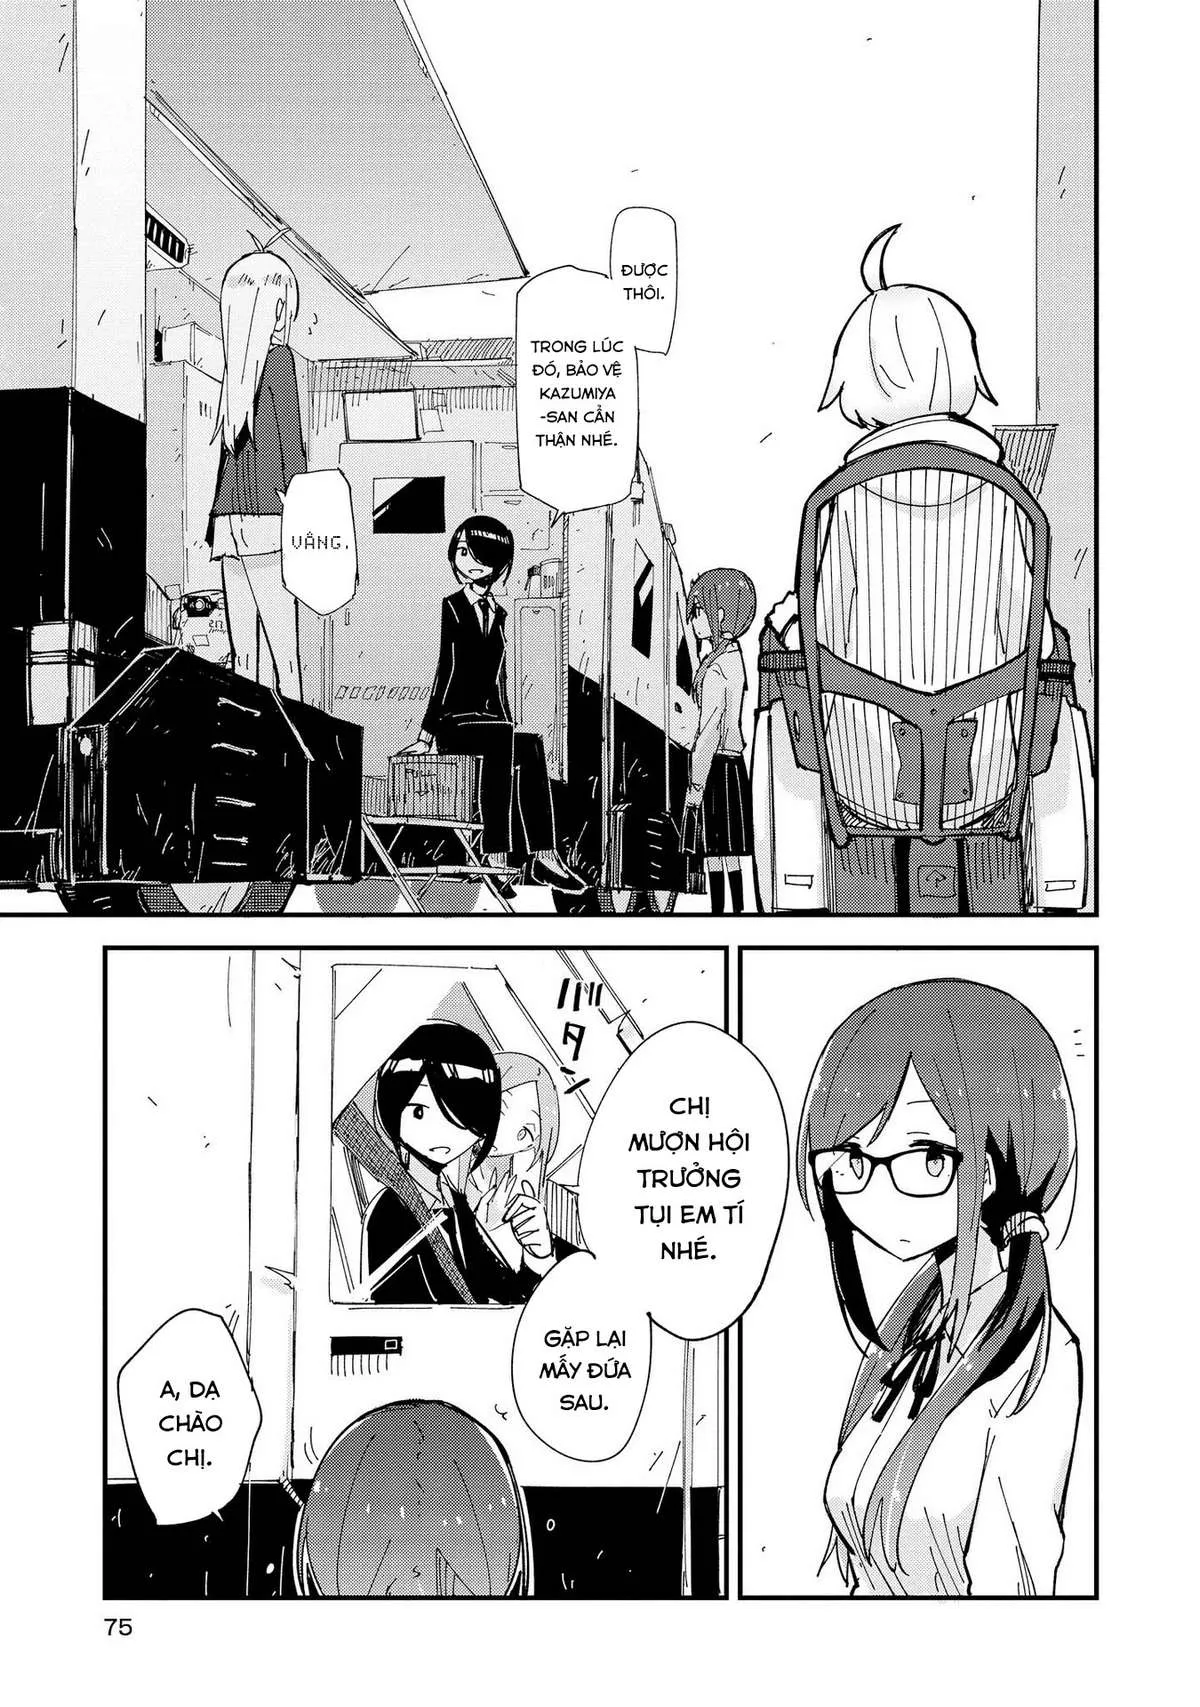 ĐƯỢC
THÔI.
TRONG LÚC
ĐÓ, BẢO VỆ
KAZUMIYA
-SAN CẨN
THẬN NHÉ.
VÂNG.
バタン
CHỊ
MƯỢN HỘI
TRƯỞNG
TỤI EM TÍ
NHÉ.
GẶP LẠI
MẤY ĐỨA
SAU.
A, DẠ
CHÀO
CHỊ.
75